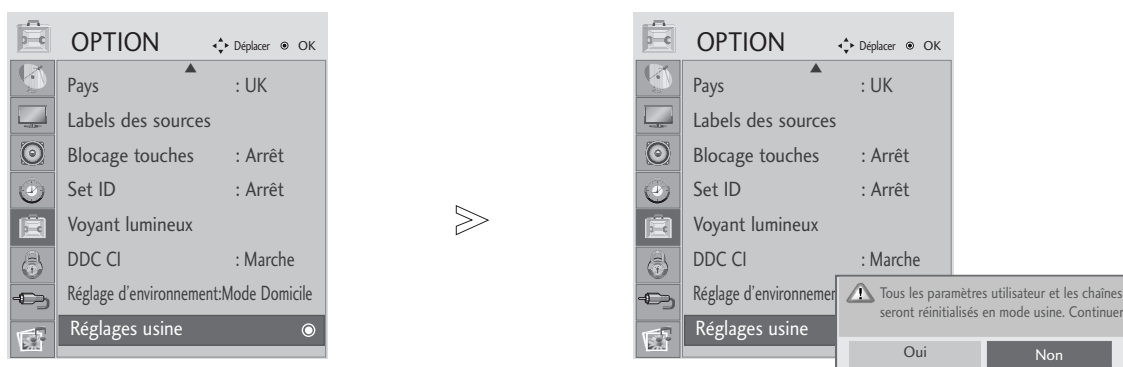 OPTION
Déplacer OK
Pays : UK
Labels des sources
Blocage touches : Arrêt
Set ID : Arrêt
Voyant lumineux
DDC CI : Marche
Réglage d'environnement:Mode Domicile
Réglages usine
OPTION
Déplacer OK
Pays : UK
Labels des sources
Blocage touches : Arrêt
Set ID : Arrêt
Voyant lumineux
DDC CI : Marche
Réglage d'environnemen
Réglages usine
Tous les paramètres utilisateur et les chaînes
seront réinitialisés en mode usine. Continuer
Oui Non